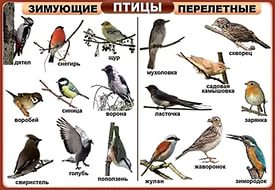 ЗИМУЮЩИЕ ПТИЦЫ ПЕРЕЛЕТНЫЕ
дятел
снегирь
щур
мухоловка
скворец
садовая
камышовка
воробей
синица
ворона
ласточка
зарянка
свиристель
голубь
поползень
жулан
жаворонок
зимородок